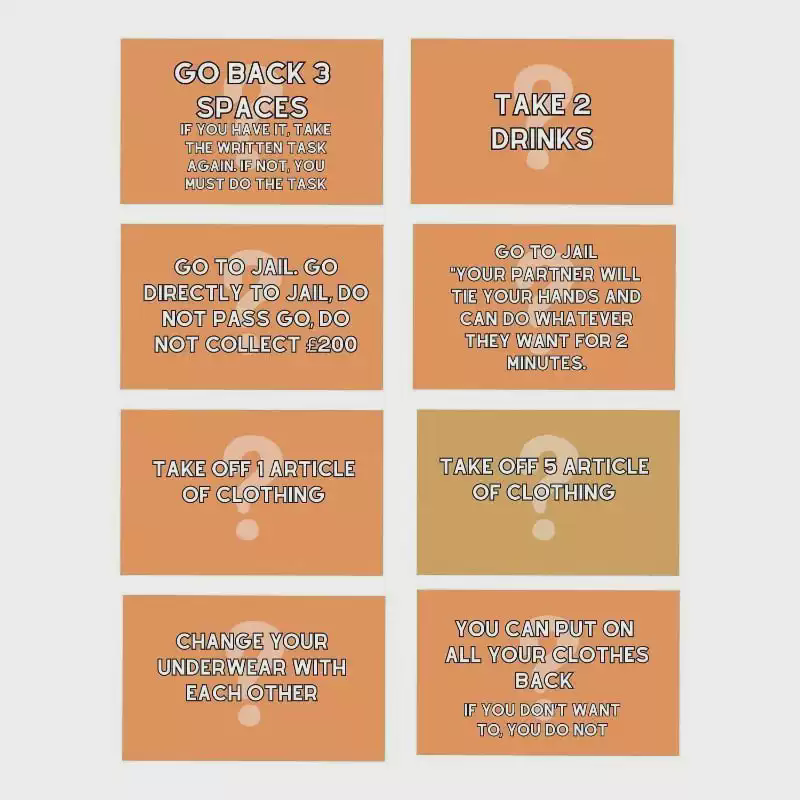 GO BACK 3
SPACES
IF YOU HAVE IT, TAKE
THE WRITTEN TASK
AGAIN. IF NOT, YOU
MUST DO THE TASK
TAKE 2
DRINKS
GO TO JAIL. GO
DIRECTLY TO JAIL, DO
NOT PASS GO, DO
NOT COLLECT £200
GO TO JAIL
"YOUR PARTNER WILL
TIE YOUR HANDS AND
CAN DO WHATEVER
THEY WANT FOR 2
MINUTES.
TAKE OFF 1 ARTICLE
OF CLOTHING
TAKE OFF 5 ARTICLE
OF CLOTHING
CHANGE YOUR
UNDERWEAR WITH
EACH OTHER
YOU CAN PUT ON
ALL YOUR CLOTHES
BACK
IF YOU DON'T WANT
TO, YOU DO NOT